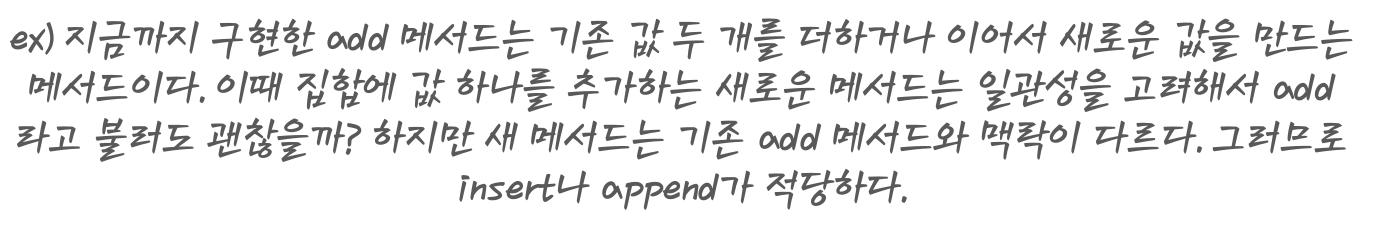 ex) 지금까지 구현한 add 메서드는 기존 값 두 개를 더하거나 이어서 새로운 값을 만드는
메서드이다. 이때 집합에 값 하나를 추가하는 새로운 메서드는 일관성을 고려해서 add
라고 불러도 괜찮을까? 하지만 새 메서드는 기존 add 메서드와 맥락이 다르다. 그러므로
insert나 append가 적당하다.